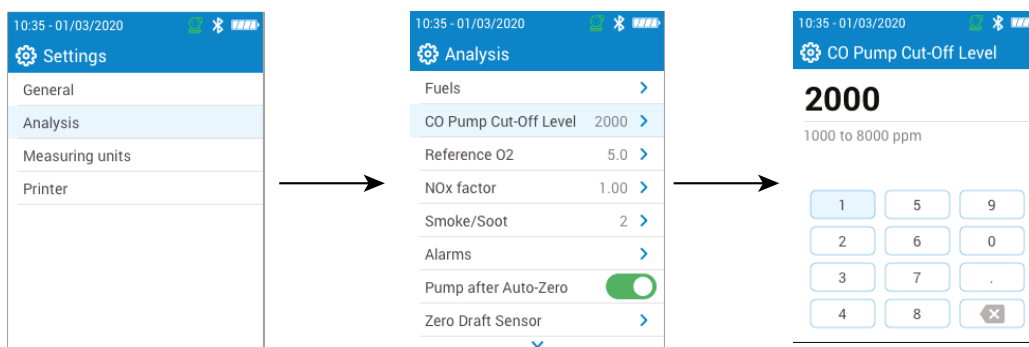 10:35 - 01/03/2020
Settings
General
Analysis
Measuring units
Printer
10:35 - 01/03/2020
Analysis
Fuels
CO Pump Cut-Off Level 2000
Reference O2 5.0
NOx factor 1.00
Smoke/Soot 2
Alarms
Pump after Auto-Zero
Zero Draft Sensor
10:35 - 01/03/2020
CO Pump Cut-Off Level
2000
1000 to 8000 ppm
1 5 9
2 6 0
3 7 .
4 8